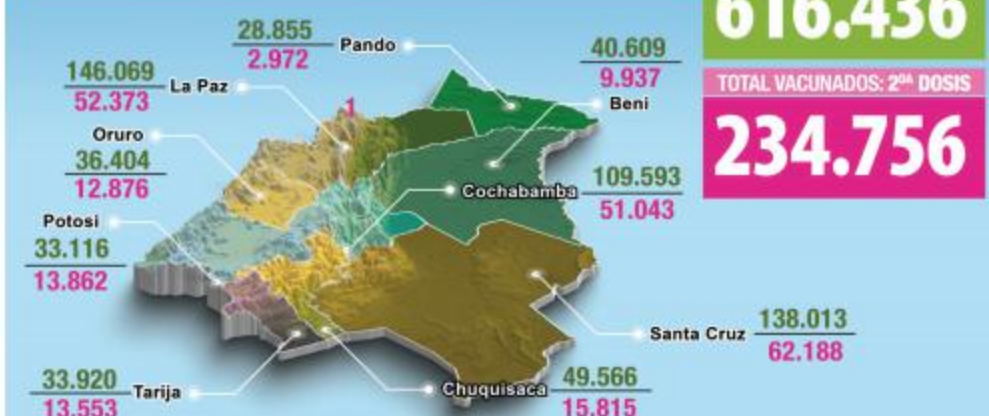 616.436
TOTAL VACUNADOS: 2DA DOSIS
234.756
28.855
2.972
Pando
40.609
9.937
Beni
146.069
52.373
La Paz
1
Oruro
36.404
12.876
Cochabamba
109.593
51.043
Potosi
33.116
13.862
Santa Cruz
138.013
62.188
33.920
13.553
Tarija
Chuquisaca
49.566
15.815